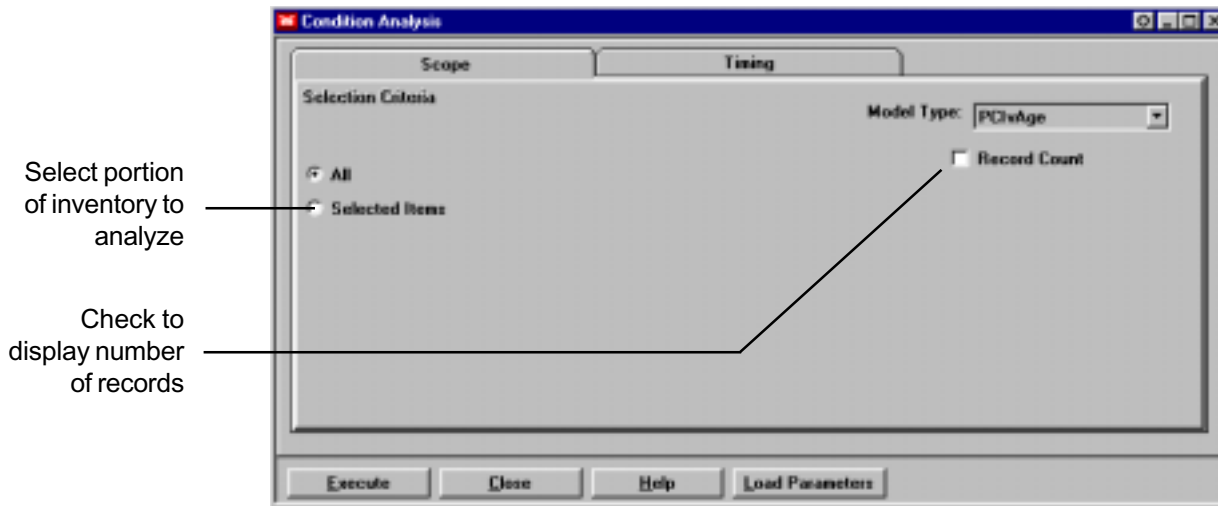 Condition Analysis
Scope
Timing
Selection Criteria
Model Type:
PCIvAge
Record Count
All
Selected Items
Select portion
of inventory to
analyze
Check to
display number
of records
Execute
Close
Help
Load Parameters